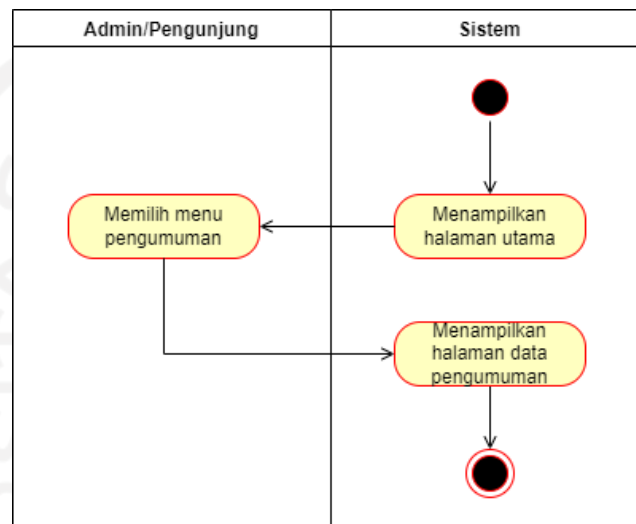 Admin/Pengunjung
Sistem
Memilih menu
pengumuman
Menampilkan
halaman utama
Menampilkan
halaman data
pengumuman